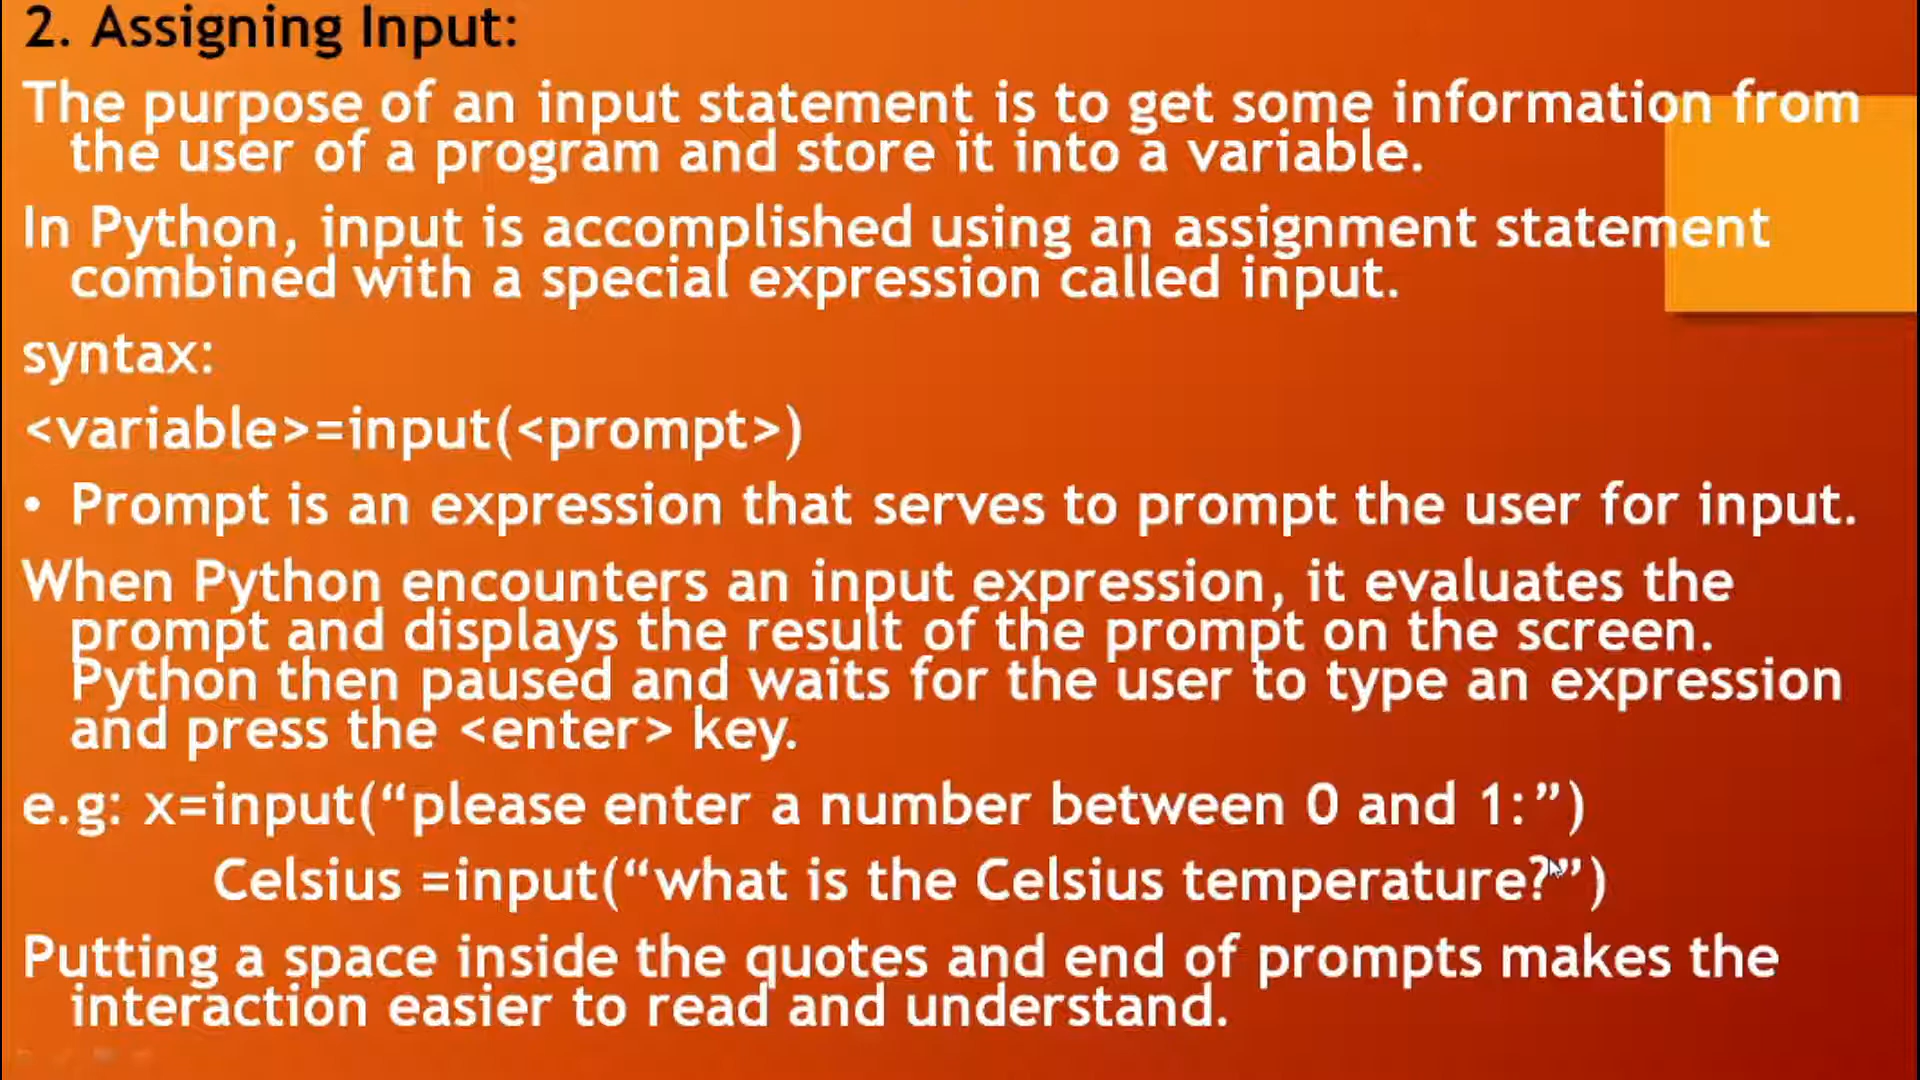 2. Assigning Input:
The purpose of an input statement is to get some information from
the user of a program and store it into a variable.
In Python, input is accomplished using an assignment statement
combined with a special expression called input.
syntax:
<variable>=input(<prompt>)
• Prompt is an expression that serves to prompt the user for input.
When Python encounters an input expression, it evaluates the
prompt and displays the result of the prompt on the screen.
Python then paused and waits for the user to type an expression
and press the <enter> key.
e.g: x=input(“please enter a number between 0 and 1:”)
Celsius =input(“what is the Celsius temperature?”)
Putting a space inside the quotes and end of prompts makes the
interaction easier to read and understand.